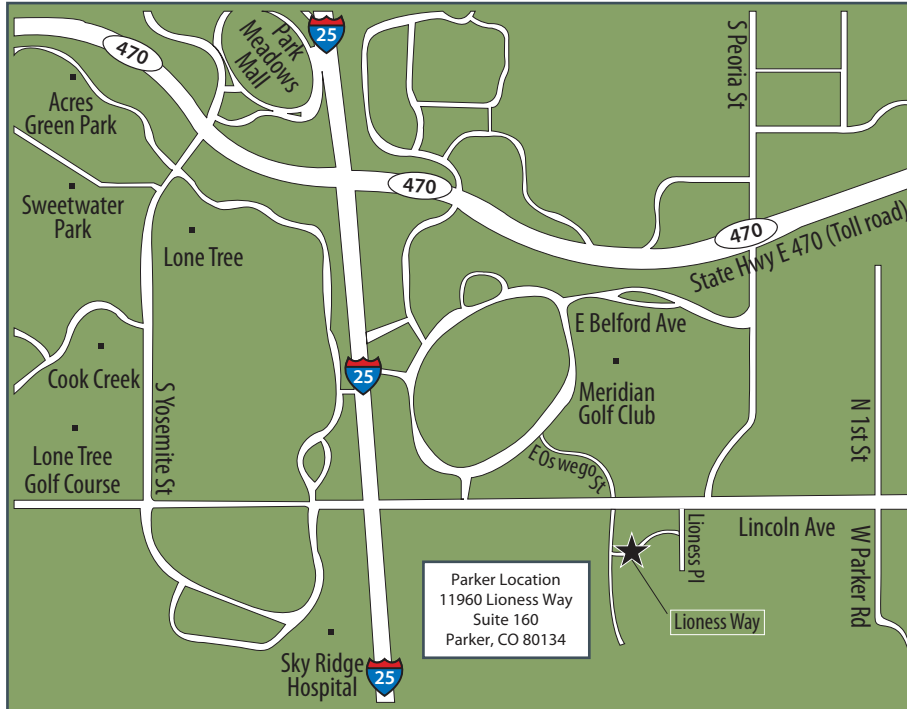 25
Park
Meadows
Mall
S Peoria St
470
Acres
Green Park
470
Sweetwater
Park
470
State Hwy E 470 (Toll road)
Lone Tree
E Belford Ave
Cook Creek
25
Meridian
Golf Club
S Yosemite St
N 1st St
Lone Tree
Golf Course
E Oswego St
Lincoln Ave
Lioness Pl
W Parker Rd
Parker Location
11960 Lioness Way
Suite 160
Parker, CO 80134
Lioness Way
Sky Ridge
Hospital
25